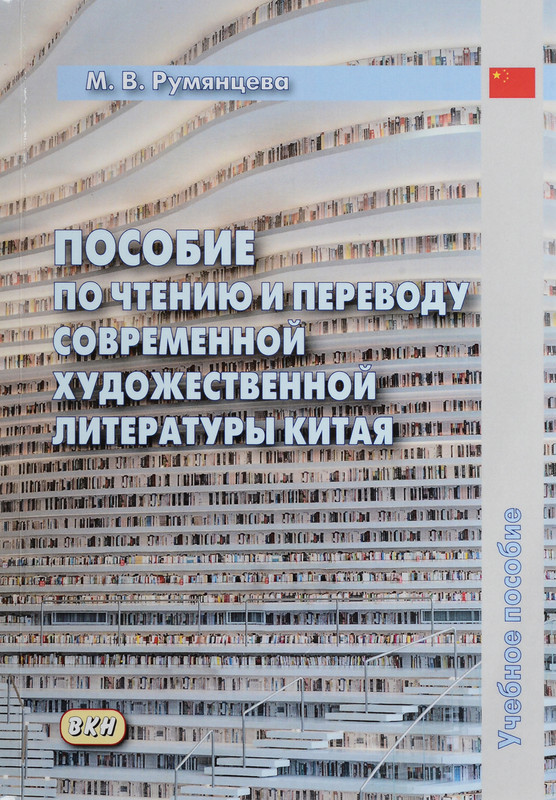 М. В. Румянцева
ПОСОБИЕ
ПО ЧТЕНИЮ И ПЕРЕВОДУ
СОВРЕМЕННОЙ
ХУДОЖЕСТВЕННОЙ
ЛИТЕРАТУРЫ КИТАЯ
Учебное пособие
ВКН